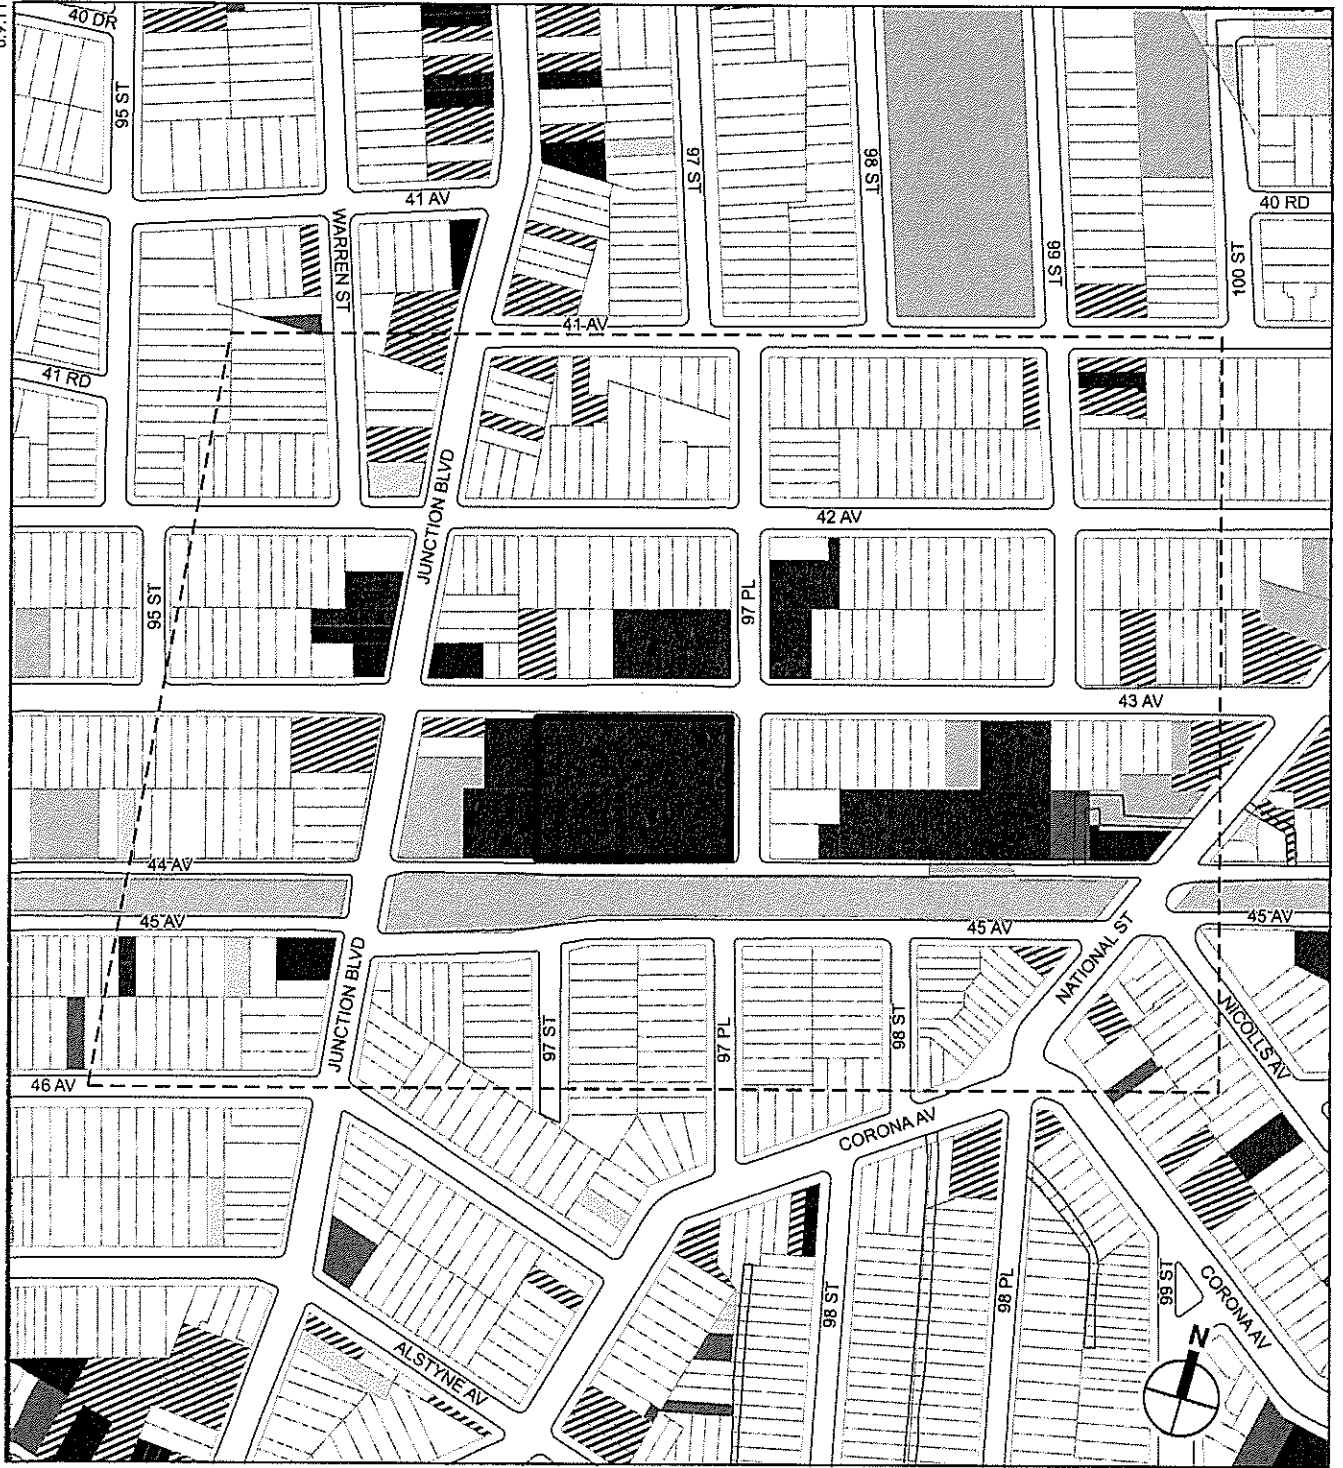 40 DR
95 ST
41 AV
97 ST
98 ST
40 RD
WARREN ST
99 ST
100 ST
41 AV
41 RD
JUNCTION BLVD
42 AV
95 ST
97 PL
43 AV
44 AV
45 AV
45 AV
45 AV
JUNCTION BLVD
NATIONAL ST
97 ST
97 PL
98 ST
NICOLLS AV
46 AV
CORONA AV
98 ST
98 PL
99 ST
CORONA AV
N
ALSTYNE AV